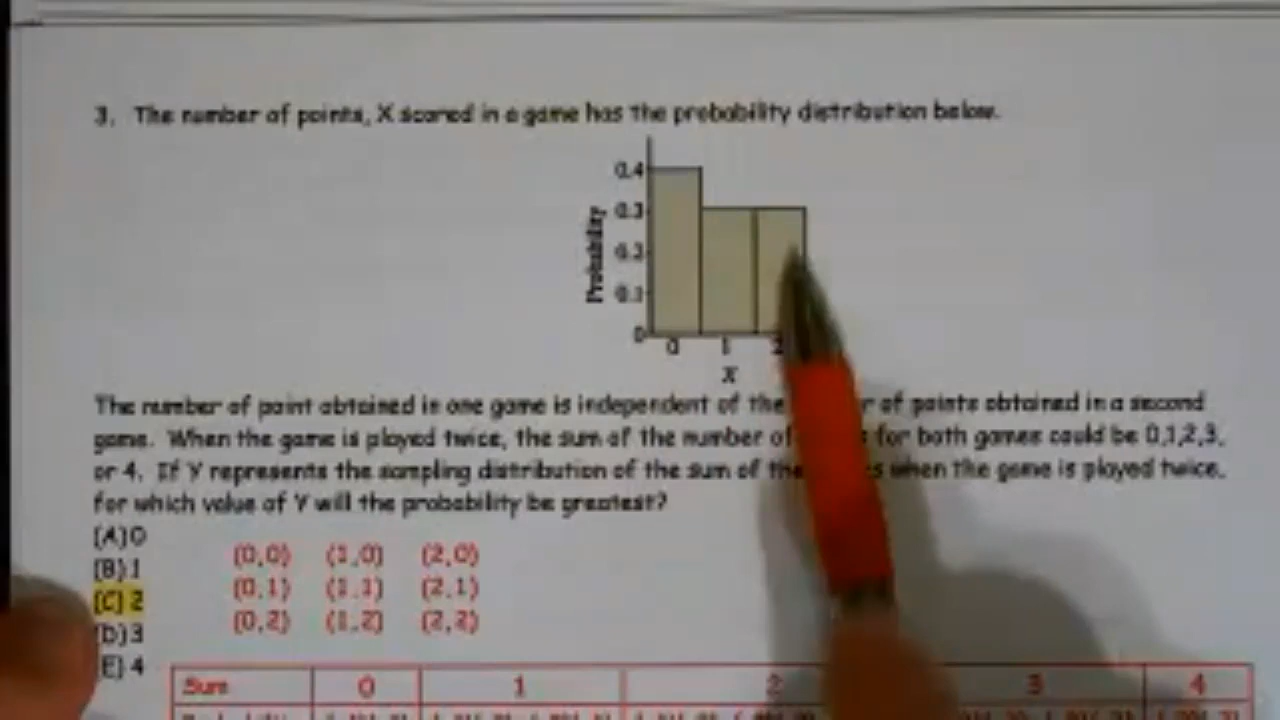 3. The number of points, X scored in a game has the probability distribution below.
0.4
0.3
0.2
0.1
0
Probability
0 1 2
X
The number of point obtained in one game is independent of the r of points obtained in a second
game. When the game is played twice, the sum of the number of for both games could be 0,1,2,3,
or 4. If Y represents the sampling distribution of the sum of the s when the game is played twice,
for which value of Y will the probability be greatest?
(A) 0
(B) 1
(C) 2
(D) 3
(E) 4
(0,0) (1,0) (2,0)
(0,1) (1,1) (2,1)
(0,2) (1,2) (2,2)
Sum 0 1 2 3 4